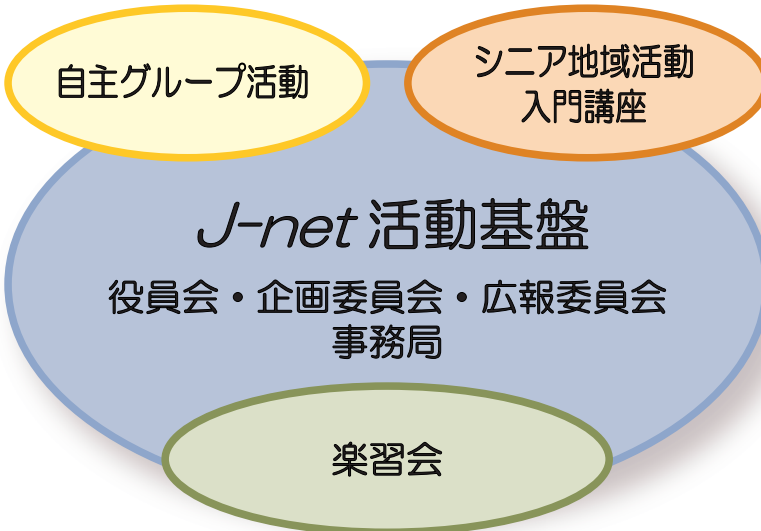 自主グループ活動
シニア地域活動
入門講座
J-net 活動基盤
役員会・企画委員会・広報委員会
事務局
楽習会